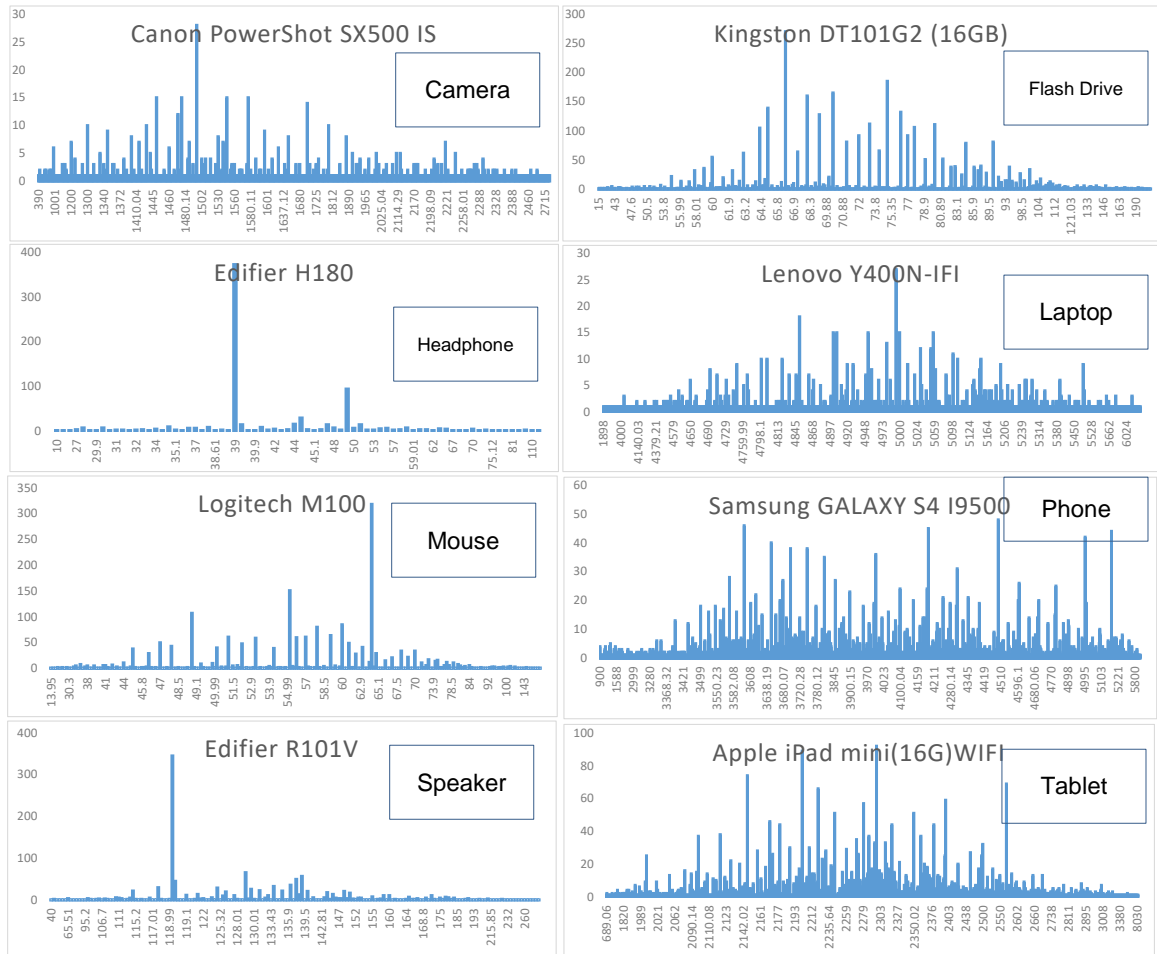 Canon PowerShot SX500 IS
Camera
30
25
20
15
10
5
0
390 1001 1200 1300 1340 1372 1410.04 1445 1460 1480.14 1502 1530 1560 1580.11 1601 1637.12 1680 1725 1810 1890 1965 2025.04 2114.29 2170 2198.09 2221 2258.01 2288 2328 2388 2460 2715
Kingston DT101G2 (16GB)
Flash Drive
300
250
200
150
100
50
0
15 43 47.6 50.5 53.8 55.99 58.01 60 61.9 63.2 64.4 65.8 66.9 68.3 69.88 70.88 72 73.8 75.35 77 78.9 80.89 83.1 85.9 89.5 93 98.5 104 112 121.03 133 146 163 190
Edifier H180
Headphone
400
300
200
100
0
10 27 29.9 31 32 34 35.1 37 38.61 39 39.9 42 44 45.1 48 50 53 57 59.01 62 67 70 75.12 81 110
Lenovo Y400N-IFI
Laptop
30
25
20
15
10
5
0
1898 4000 4140.03 4379.21 4579 4650 4690 4729 4759.99 4798.1 4813 4845 4868 4897 4920 4948 4973 5000 5059 5098 5124 5164 5206 5239 5314 5380 5450 5528 5662 6024
Logitech M100
Mouse
350
300
250
200
150
100
50
0
13.95 30.3 38 41 44 45.8 47 48.5 49.1 49.99 51.5 52.3 53.9 54.99 57 58.5 60 62.9 65.1 67.5 70 73.9 78.5 84 92 100 143
Samsung GALAXY S4 I9500
Phone
60
50
40
30
20
10
0
900 1588 2999 3280 3368.32 3421 3499 3550.23 3582.08 3608 3638.19 3680.07 3720.28 3780.12 3845 3900.15 3970 4023 4100.04 4159 4211 4280.14 4345 4419 4510 4596.1 4680.06 4770 4898 4995 5103 5221 5800
Edifier R101V
Speaker
400
300
200
100
0
40 65.51 95.2 106.7 111 115.2 117.01 118.99 119.1 122 125.32 128.01 130.01 133.43 135.9 139.5 142.81 147 152 155 160 164 168.8 175 185 193 215.85 232 260
Apple iPad mini(16G)WIFI
Tablet
100
80
60
40
20
0
689.06 1820 1989 2021 2062 2090.14 2110.08 2123 2142.02 2161 2177 2193 2212 2235.64 2259 2279 2303 2327 2350.02 2376 2403 2438 2500 2550 2602 2660 2738 2811 2895 3008 3380 8030